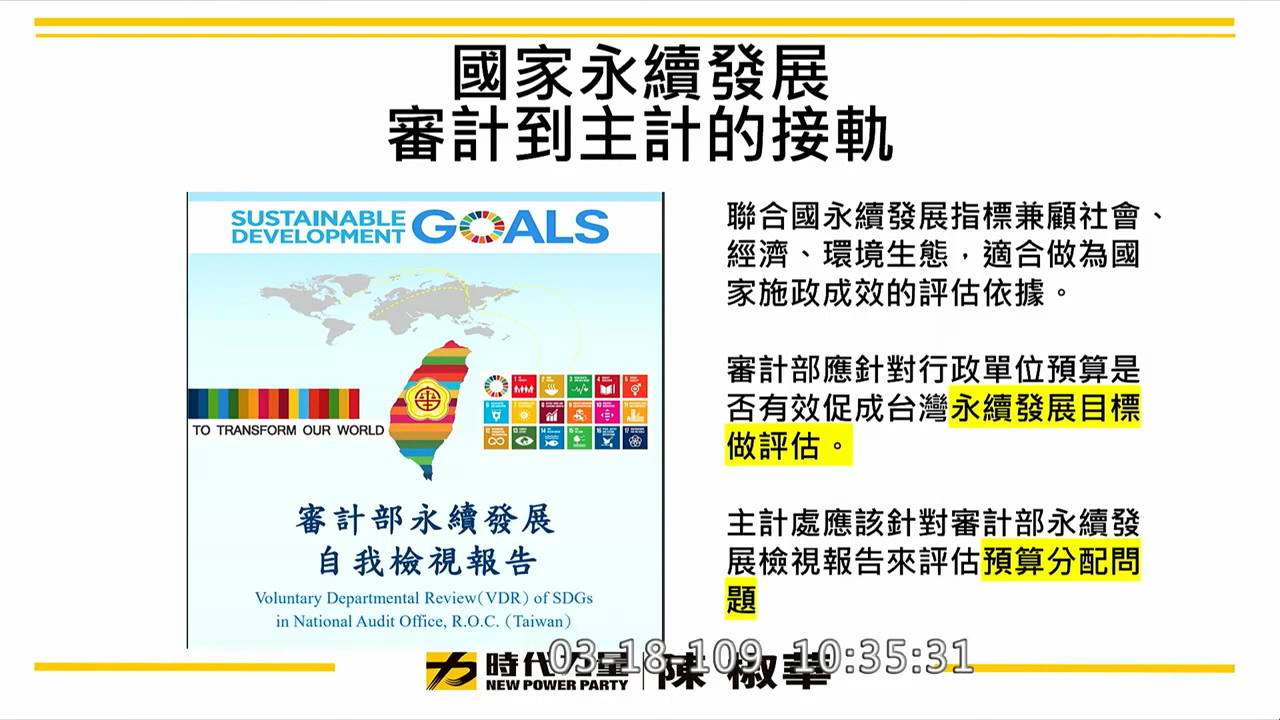 國家永續發展
審計到主計的接軌
SUSTAINABLE
DEVELOPMENT GOALS
TO TRANSFORM OUR WORLD
審計部永續發展
自我檢視報告
Voluntary Departmental Review(VDR) of SDGs
in National Audit Office, R.O.C. (Taiwan)
聯合國永續發展指標兼顧社會、
經濟、環境生態，適合做為國
家施政成效的評估依據。
審計部應針對行政單位預算是
否有效促成台灣永續發展目標
做評估。
主計處應該針對審計部永續發
展檢視報告來評估預算分配問
題
時代力量
NEW POWER PARTY
陳椒華
03 18 109 10:35:31